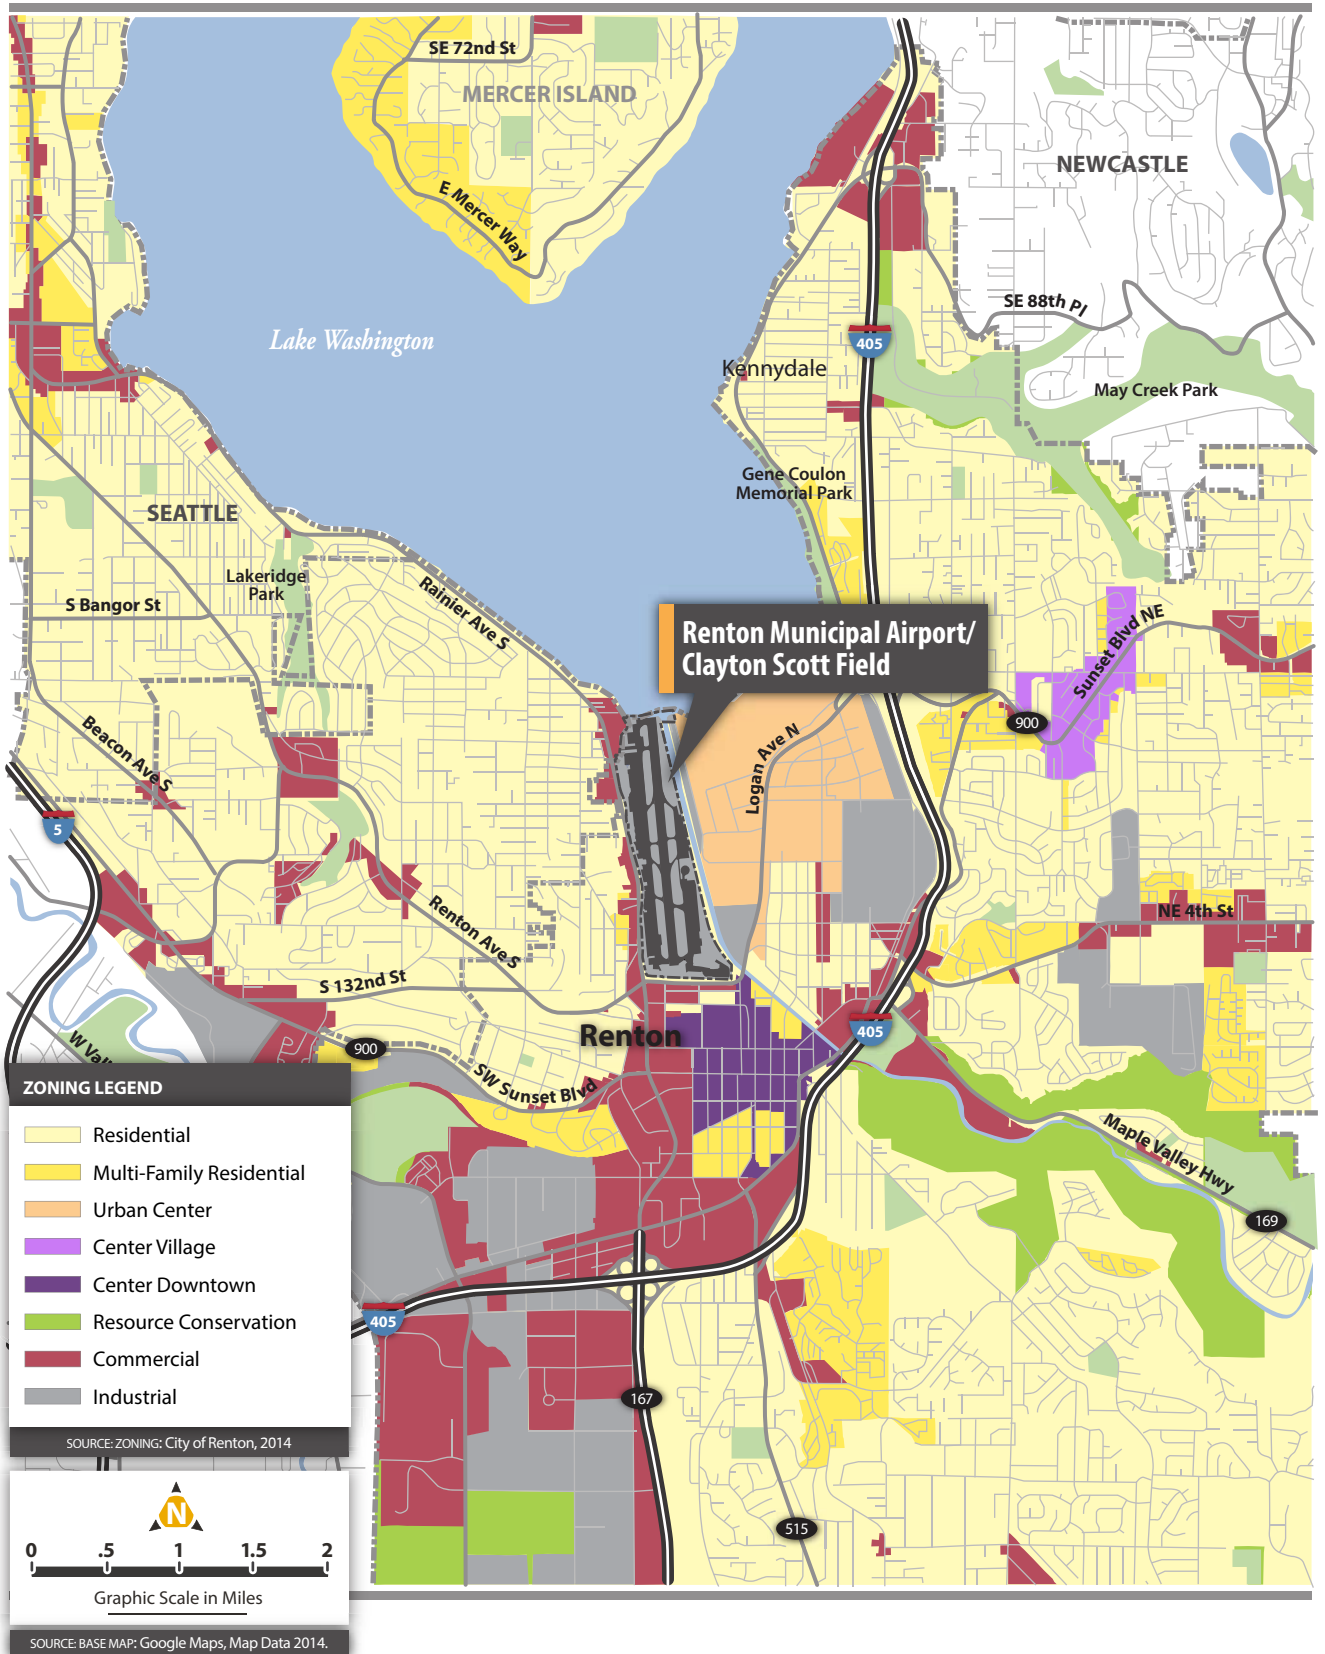 SE 72nd St
MERCER ISLAND
NEWCASTLE
E Mercer Way
SE 88th Pl
Lake Washington
405
Kennydale
May Creek Park
Gene Coulon
Memorial Park
SEATTLE
Lakeridge
Park
S Bangor St
Rainier Ave S
Renton Municipal Airport/
Clayton Scott Field
Sunset Blvd NE
900
Beacon Ave S
Logan Ave N
5
NE 4th St
Renton Ave S
S 132nd St
Renton
405
900
W Val
SW Sunset Blvd
Maple Valley Hwy
169
405
167
515
ZONING LEGEND
Residential
Multi-Family Residential
Urban Center
Center Village
Center Downtown
Resource Conservation
Commercial
Industrial
SOURCE: ZONING: City of Renton, 2014
N
0 .5 1 1.5 2
Graphic Scale in Miles
SOURCE: BASE MAP: Google Maps, Map Data 2014.